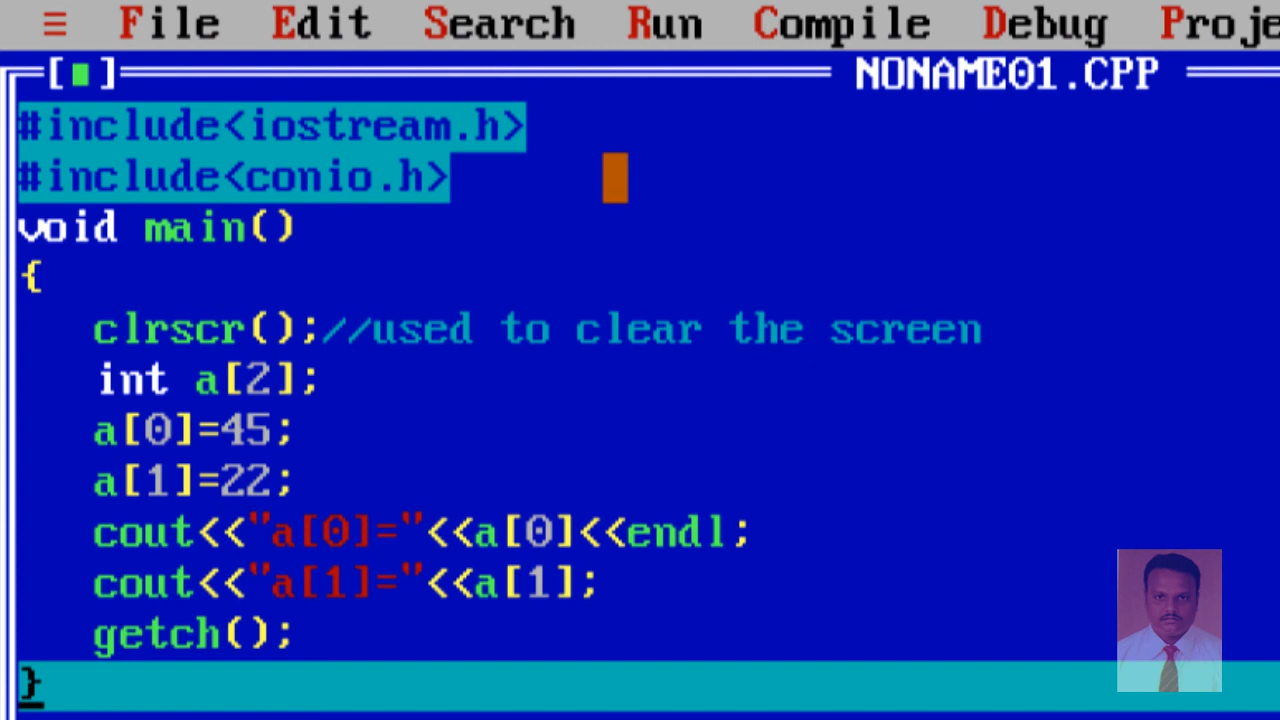 ≡ File Edit Search Run Compile Debug Proje
[■] NONAME01.CPP
#include<iostream.h>
#include<conio.h>
void main()
{
clrscr();//used to clear the screen
int a[2];
a[0]=45;
a[1]=22;
cout<<"a[0]="<<a[0]<<endl;
cout<<"a[1]="<<a[1];
getch();
}